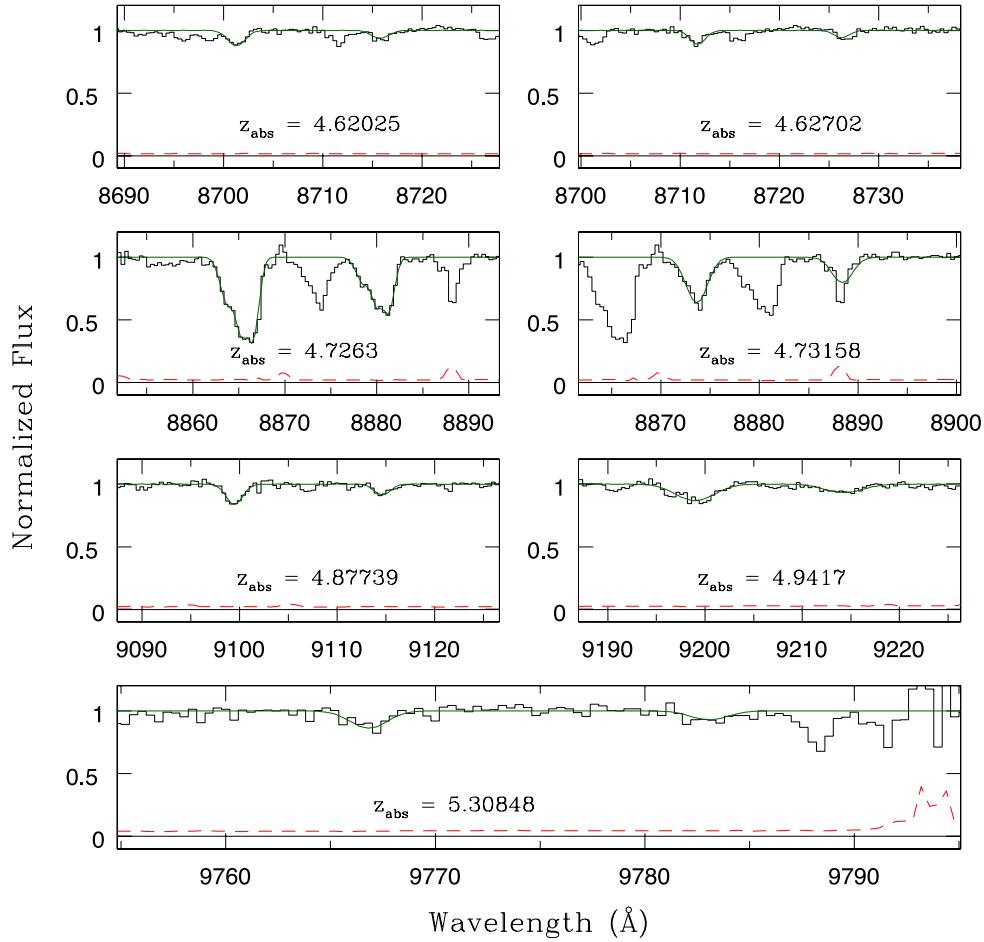 1
0.5
0
z_abs = 4.62025
8690 8700 8710 8720
1
0.5
0
z_abs = 4.62702
8700 8710 8720 8730
1
0.5
0
z_abs = 4.7263
8860 8870 8880 8890
1
0.5
0
z_abs = 4.73158
8870 8880 8890 8900
1
0.5
0
z_abs = 4.87739
9090 9100 9110 9120
1
0.5
0
z_abs = 4.9417
9190 9200 9210 9220
1
0.5
0
z_abs = 5.30848
9760 9770 9780 9790
Normalized Flux
Wavelength (Å)